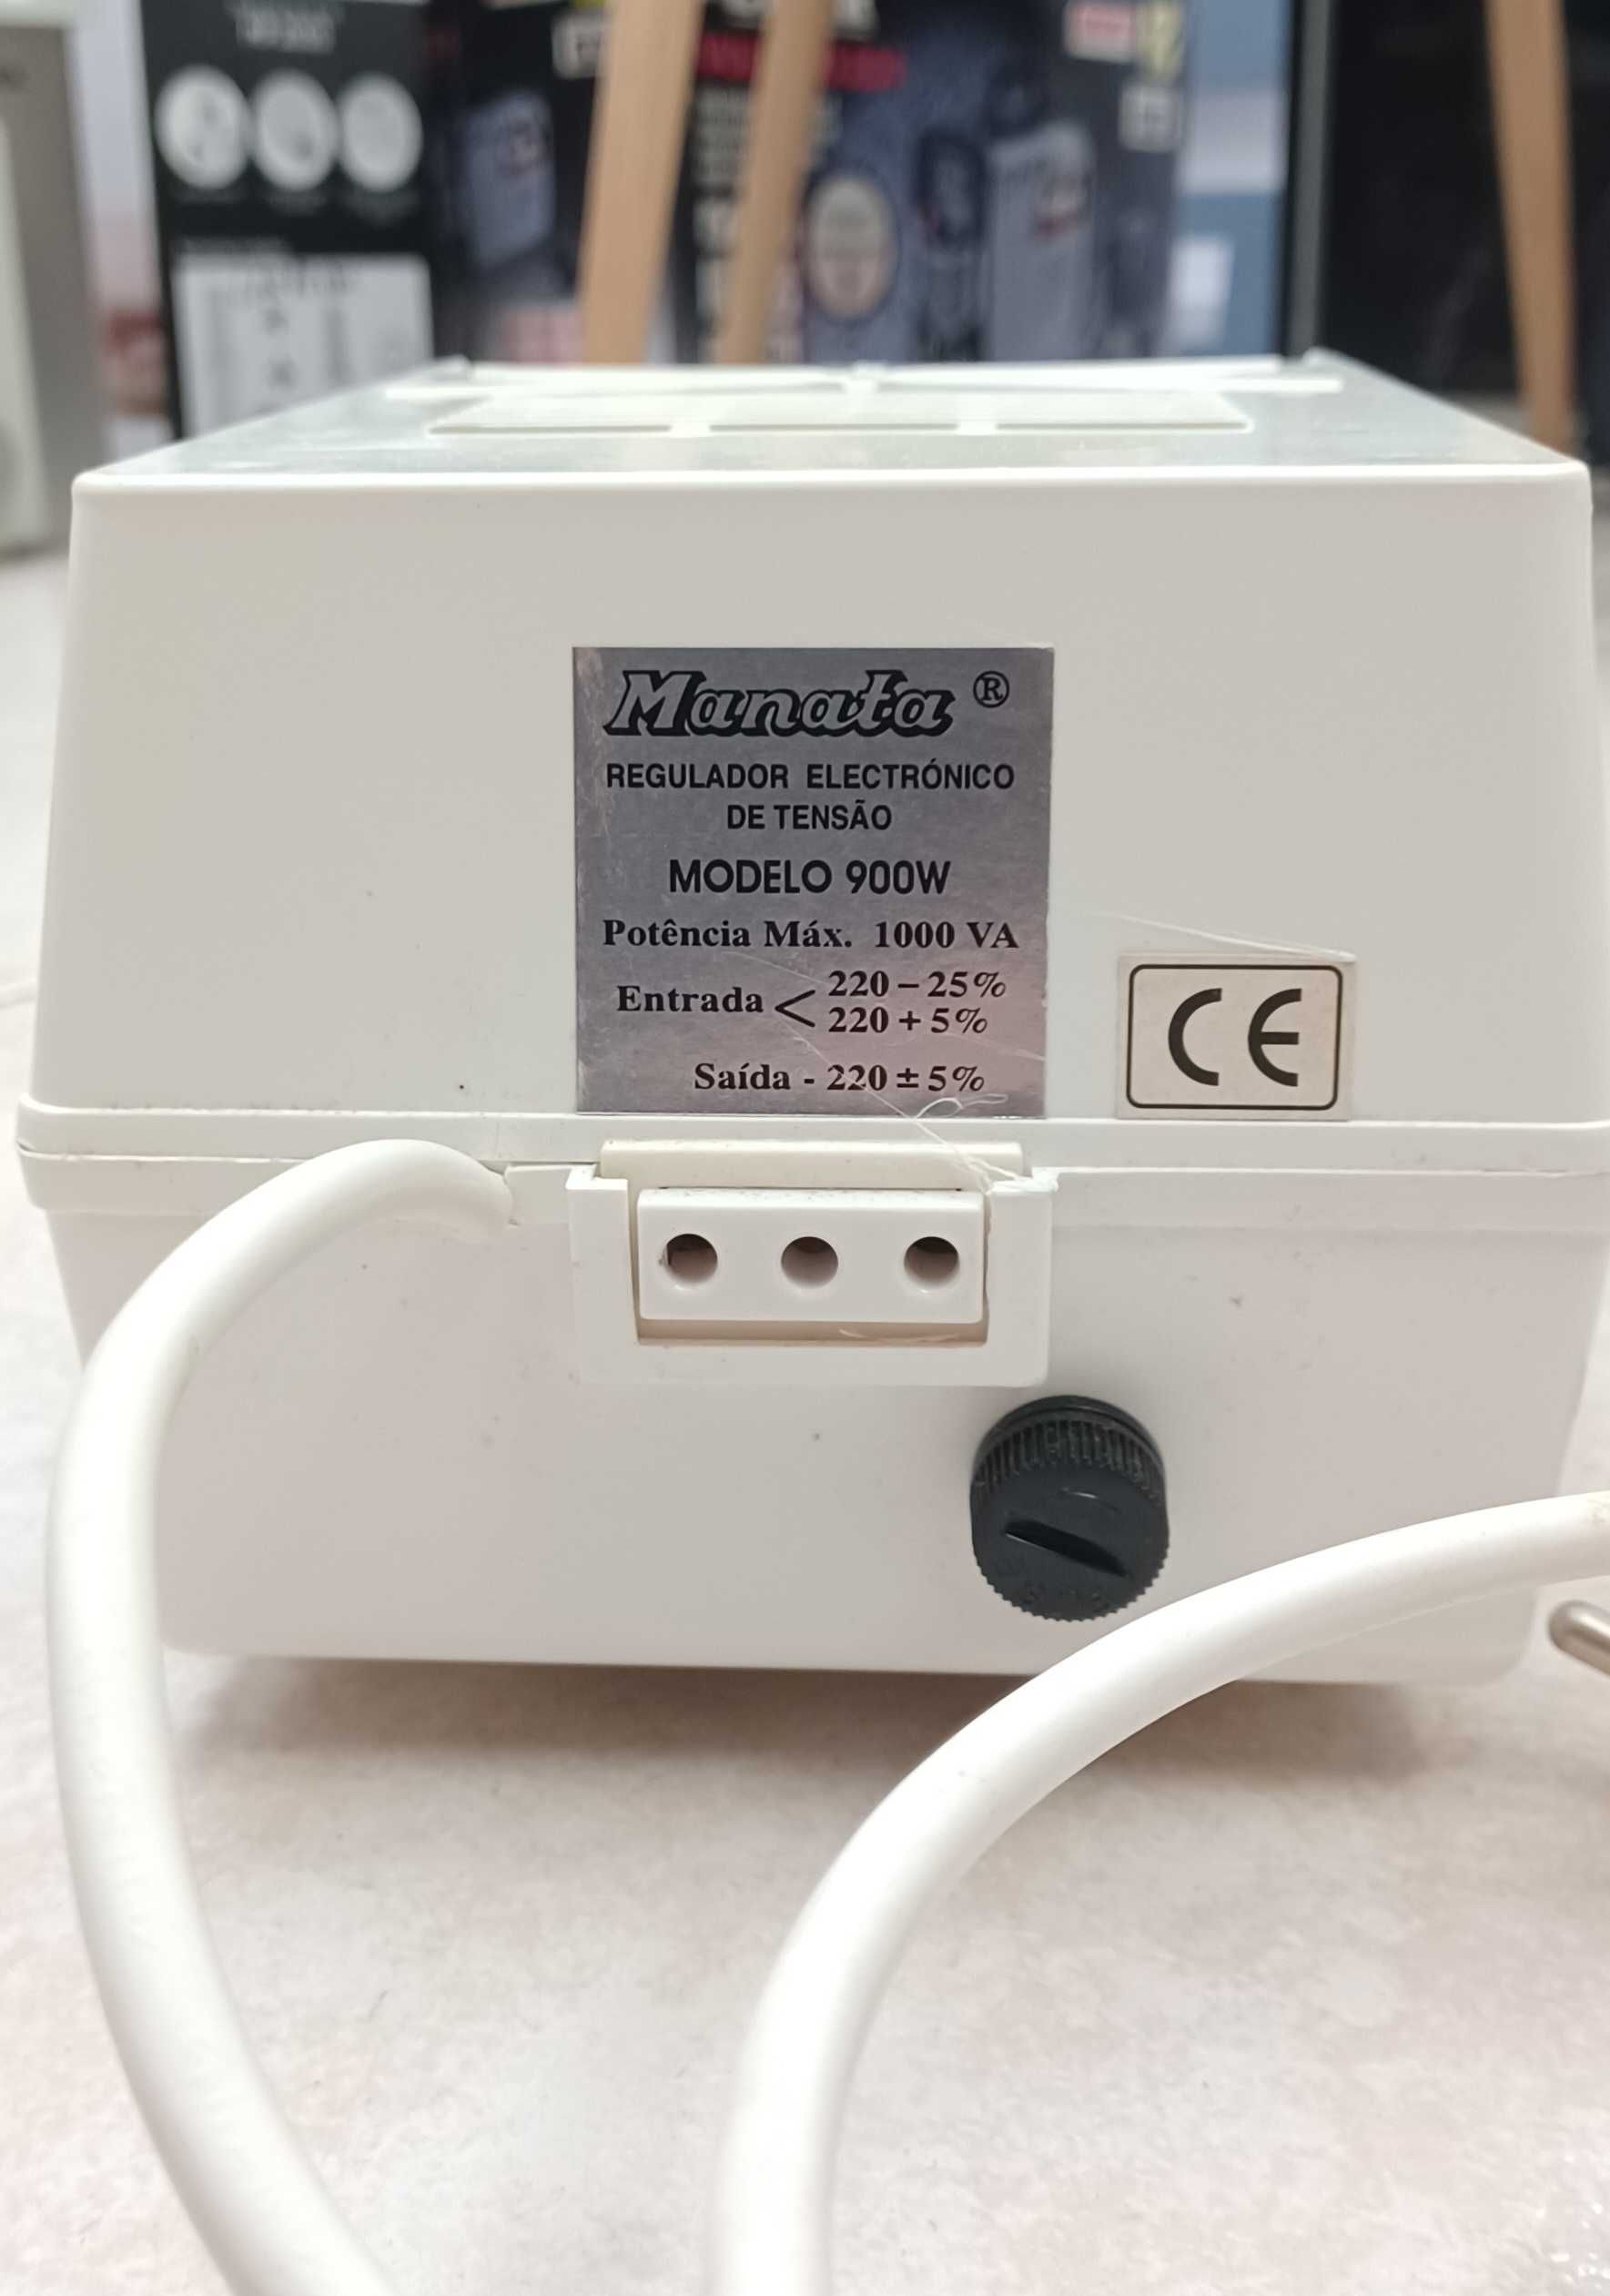 Manata ®
REGULADOR ELECTRÓNICO
DE TENSÃO
MODELO 900W
Potência Máx. 1000 VA
Entrada < 220 – 25%
220 + 5%
Saída - 220 ± 5%
CE